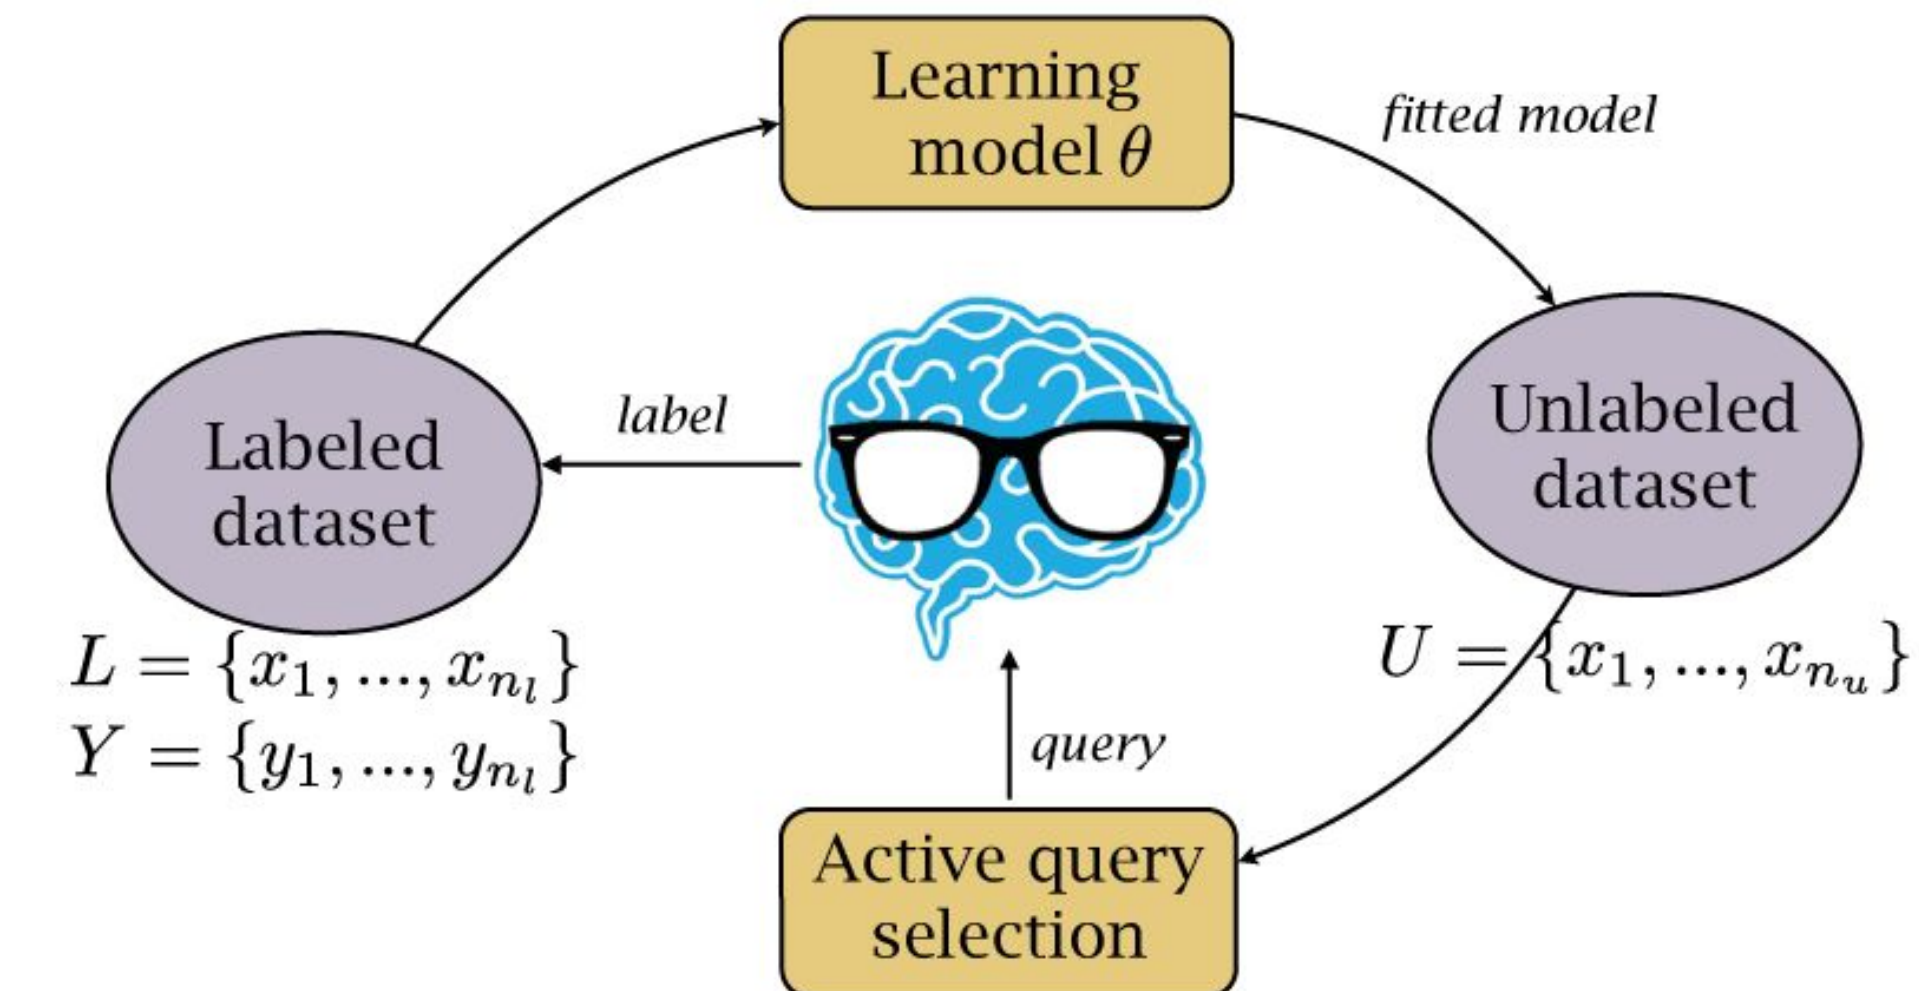 Learning
model θ
fitted model
label
Labeled
dataset
Unlabeled
dataset
L = {x₁, ..., xₙₗ}
Y = {y₁, ..., yₙₗ}
U = {x₁, ..., xₙᵤ}
query
Active query
selection